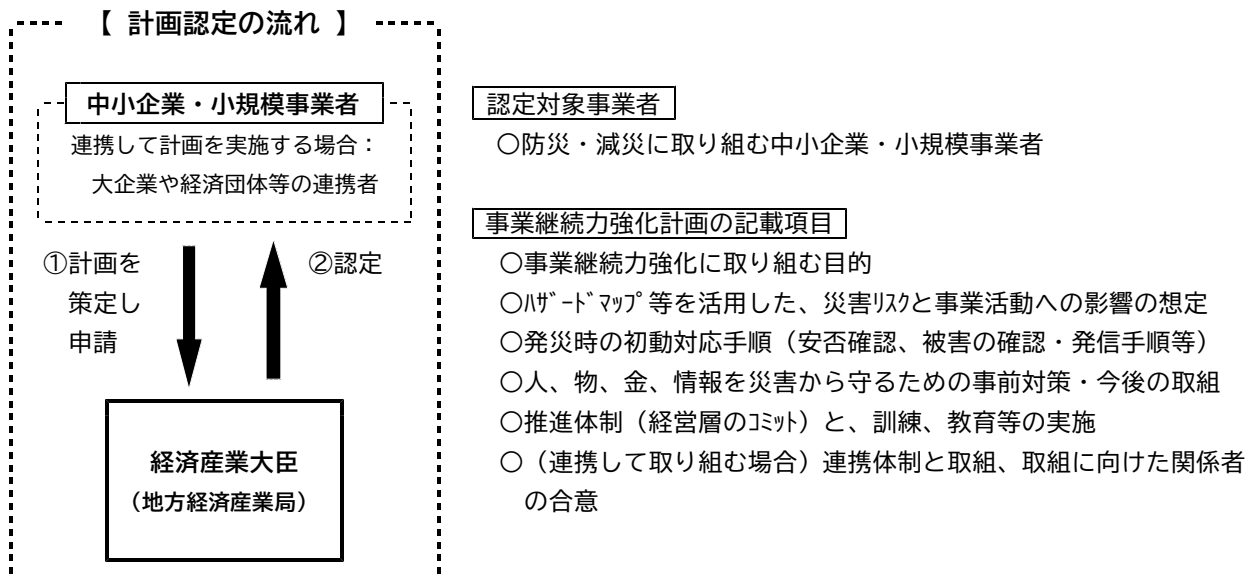 【 計画認定の流れ 】
中小企業・小規模事業者
連携して計画を実施する場合：
大企業や経済団体等の連携者
①計画を
策定し
申請
②認定
経済産業大臣
（地方経済産業局）
認定対象事業者
○防災・減災に取り組む中小企業・小規模事業者
事業継続力強化計画の記載項目
○事業継続力強化に取り組む目的
○ﾊｻﾞｰﾄﾞﾏｯﾌﾟ等を活用した、災害ﾘｽｸと事業活動への影響の想定
○発災時の初動対応手順（安否確認、被害の確認・発信手順等）
○人、物、金、情報を災害から守るための事前対策・今後の取組
○推進体制（経営層のｺﾐｯﾄ）と、訓練、教育等の実施
○（連携して取り組む場合）連携体制と取組、取組に向けた関係者
の合意